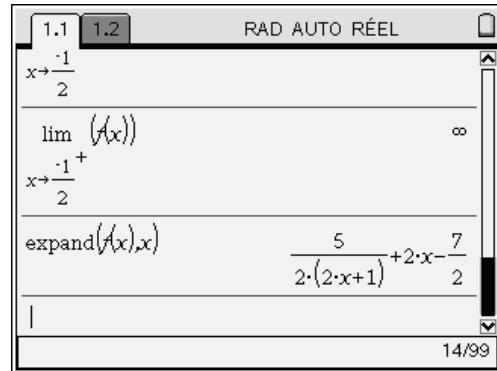 1.1 1.2 RAD AUTO RÉEL
x→-1/2
lim (f(x)) ∞
x→-1/2+
expand(f(x),x) 5/(2·(2·x+1))+2·x-7/2
14/99